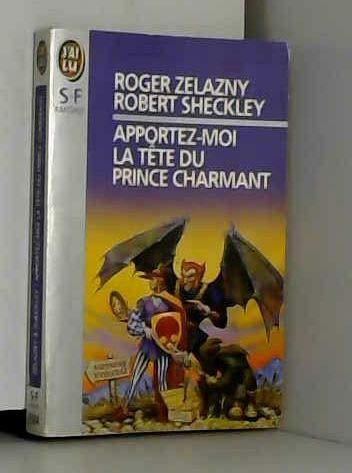 J'AI
LU
S F
ROGER ZELAZNY
ROBERT SHECKLEY
APPORTEZ-MOI
LA TÊTE DU
PRINCE CHARMANT
S-F